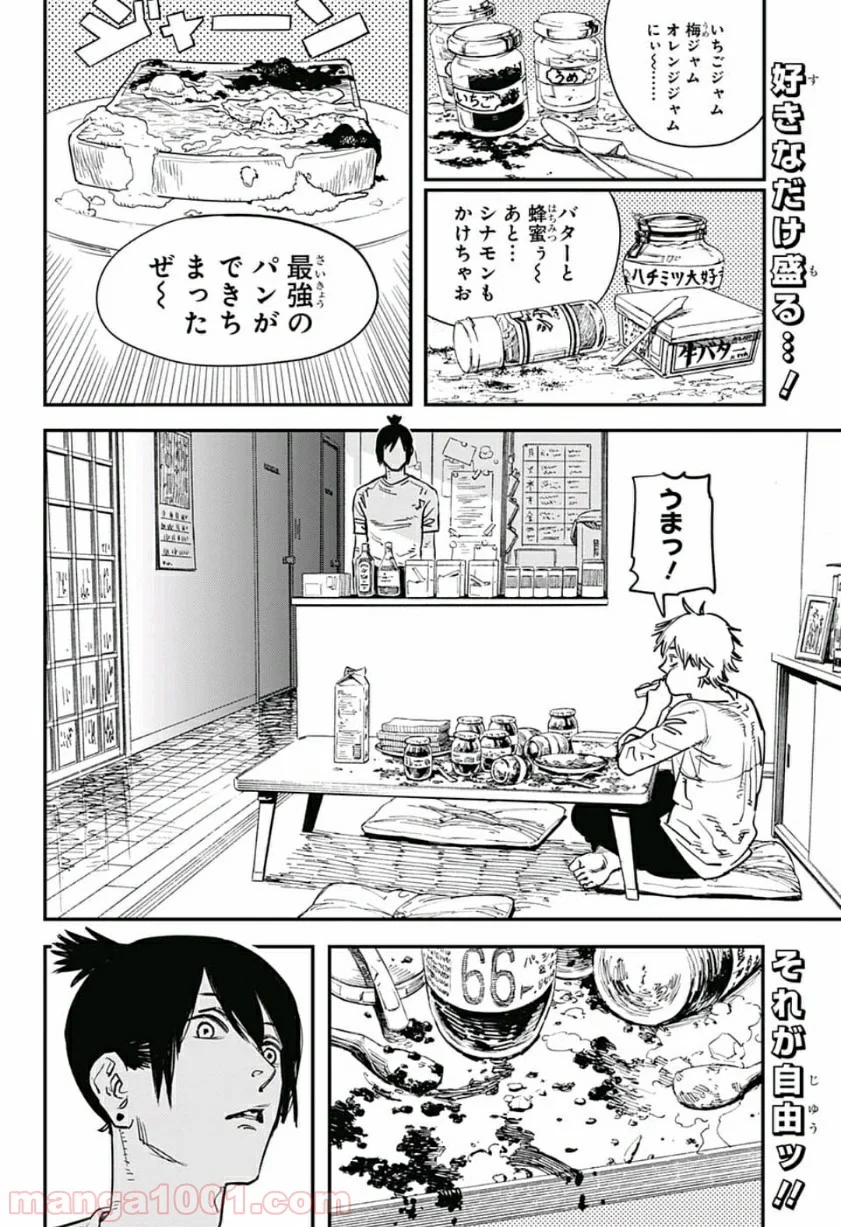 好きなだけ盛る…!
いちごジャム
梅ジャム
オレンジジャム
にぃ〜……
いちご
うめ
バターと
蜂蜜ぅ〜
あと…
シナモンも
かけちゃお
ハチミツ大好き
牛バター
ジャーン
最強の
パンが
できち
まった
ぜ〜
うまっ!
それが自由ッ!!
66
manga1001.com